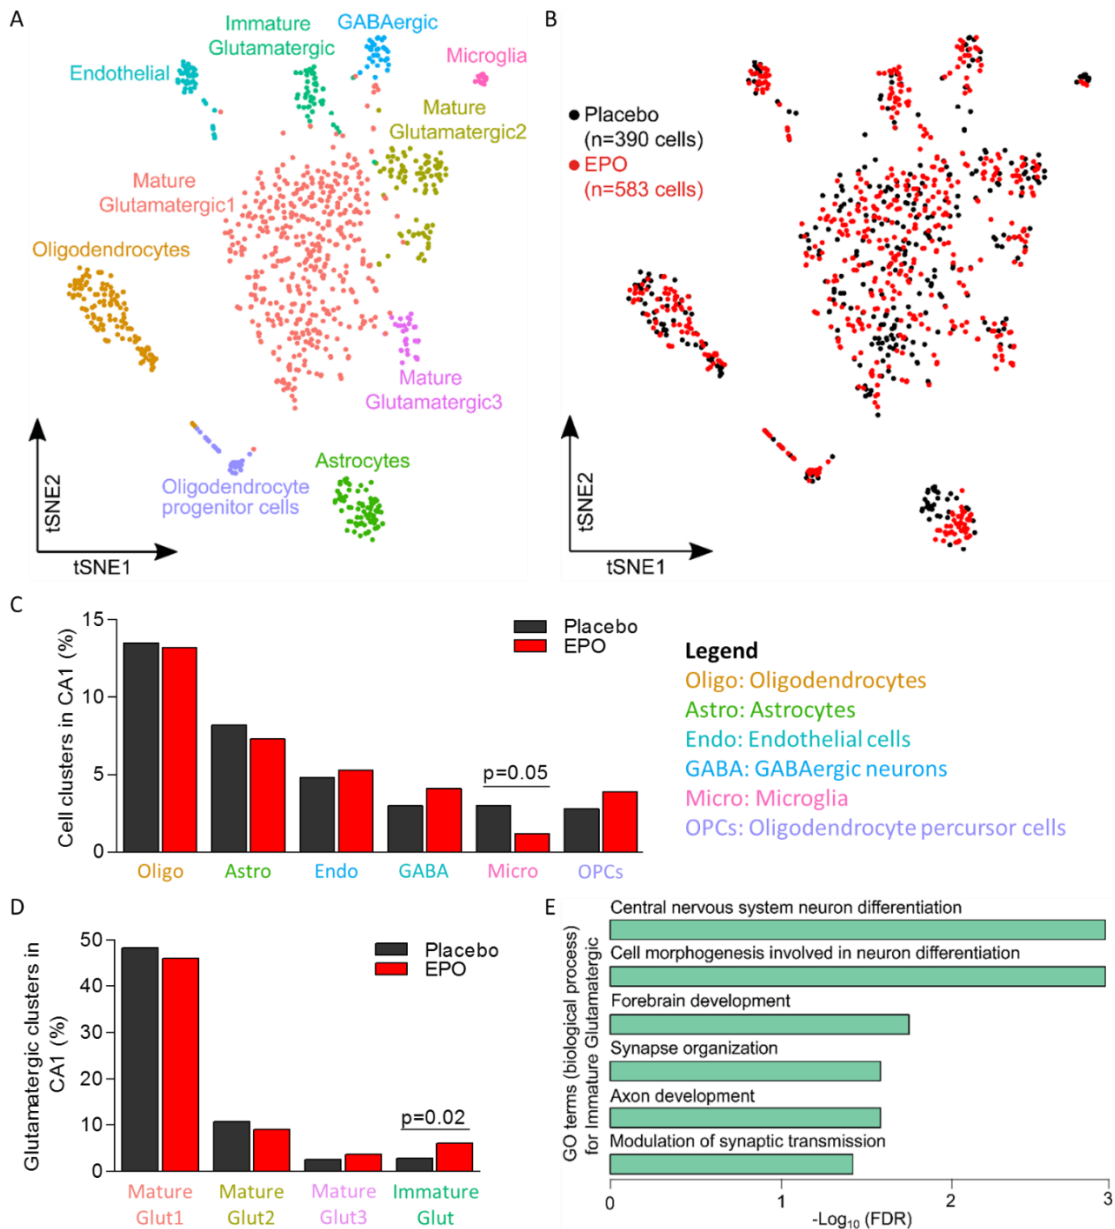 A
Immature
Glutamatergic
GABAergic
Microglia
Endothelial
Mature
Glutamatergic2
Mature
Glutamatergic1
Oligodendrocytes
Mature
Glutamatergic3
Astrocytes
Oligodendrocyte
progenitor cells
tSNE2
tSNE1
B
Placebo
(n=390 cells)
EPO
(n=583 cells)
tSNE2
tSNE1
C
Cell clusters in CA1 (%)
15
10
5
0
Placebo
EPO
p=0.05
Oligo
Astro
Endo
GABA
Micro
OPCs
Legend
Oligo: Oligodendrocytes
Astro: Astrocytes
Endo: Endothelial cells
GABA: GABAergic neurons
Micro: Microglia
OPCs: Oligodendrocyte percursor cells
D
Glutamatergic clusters in
CA1 (%)
50
40
30
20
10
0
Placebo
EPO
p=0.02
Mature
Glut1
Mature
Glut2
Mature
Glut3
Immature
Glut
E
GO terms (biological process)
for Immature Glutamatergic
Central nervous system neuron differentiation
Cell morphogenesis involved in neuron differentiation
Forebrain development
Synapse organization
Axon development
Modulation of synaptic transmission
0
1
2
3
-Log10 (FDR)